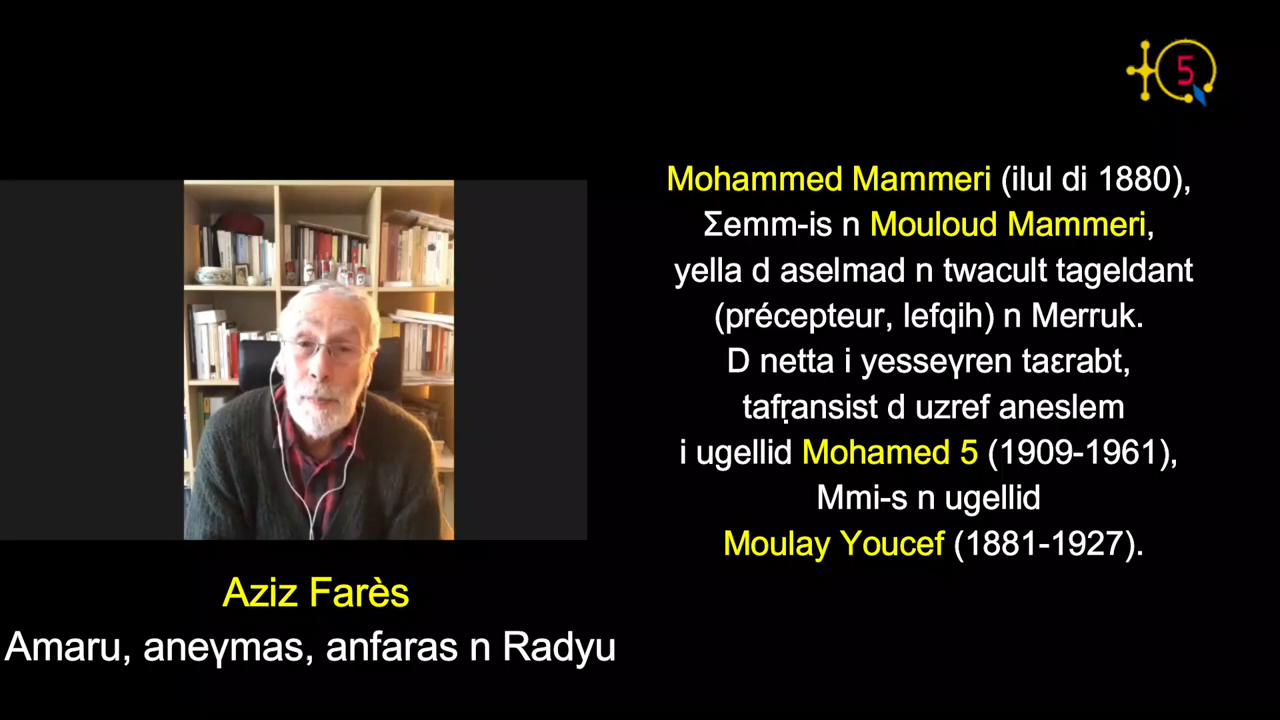 5
Mohammed Mammeri (ilul di 1880),
Σemm-is n Mouloud Mammeri,
yella d aselmad n twacult tageldant
(précepteur, lefqih) n Merruk.
D netta i yesseɣren taɛrabt,
tafṛansist d uzref aneslem
i ugellid Mohamed 5 (1909-1961),
Mmi-s n ugellid
Moulay Youcef (1881-1927).
Aziz Farès
Amaru, aneɣmas, anfaras n Radyu